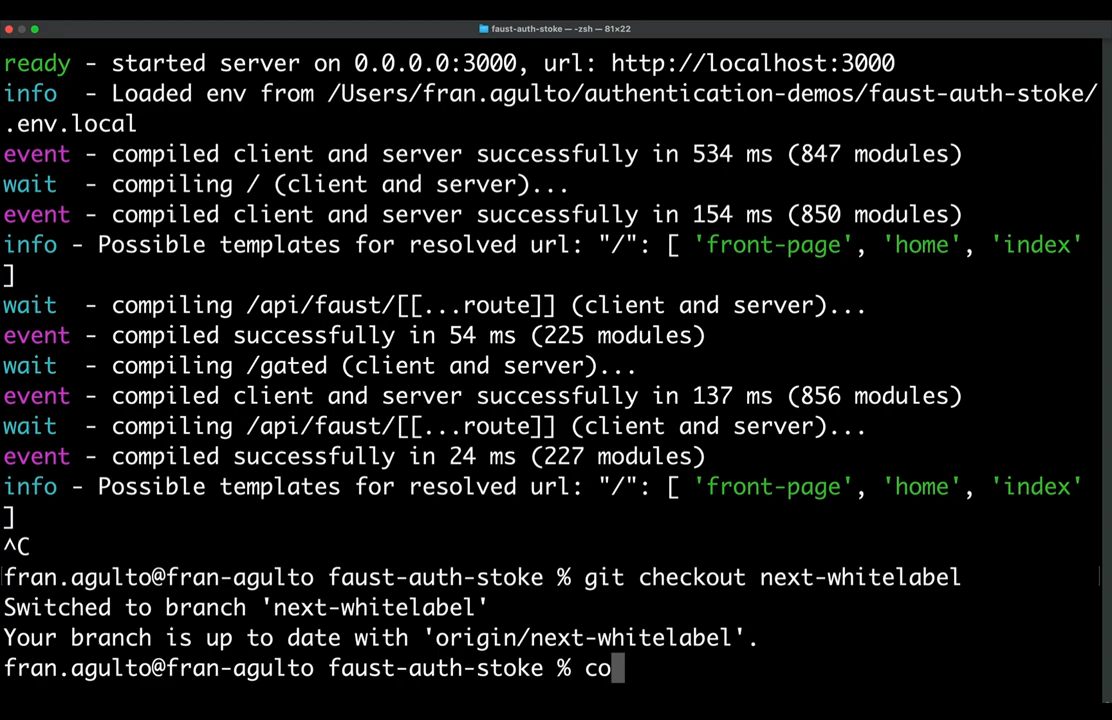 faust-auth-stoke — -zsh — 81×22
ready - started server on 0.0.0.0:3000, url: http://localhost:3000
info  - Loaded env from /Users/fran.agulto/authentication-demos/faust-auth-stoke/
.env.local
event - compiled client and server successfully in 534 ms (847 modules)
wait  - compiling / (client and server)...
event - compiled client and server successfully in 154 ms (850 modules)
info - Possible templates for resolved url: "/": [ 'front-page', 'home', 'index'
]
wait  - compiling /api/faust/[[...route]] (client and server)...
event - compiled successfully in 54 ms (225 modules)
wait  - compiling /gated (client and server)...
event - compiled client and server successfully in 137 ms (856 modules)
wait  - compiling /api/faust/[[...route]] (client and server)...
event - compiled successfully in 24 ms (227 modules)
info - Possible templates for resolved url: "/": [ 'front-page', 'home', 'index'
]
^C
fran.agulto@fran-agulto faust-auth-stoke % git checkout next-whitelabel
Switched to branch 'next-whitelabel'
Your branch is up to date with 'origin/next-whitelabel'.
fran.agulto@fran-agulto faust-auth-stoke % co